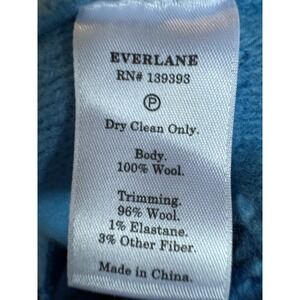 EVERLANE
RN# 139393
P
Dry Clean Only.
Body.
100% Wool.
Trimming.
96% Wool.
1% Elastane.
3% Other Fiber.
Made in China.